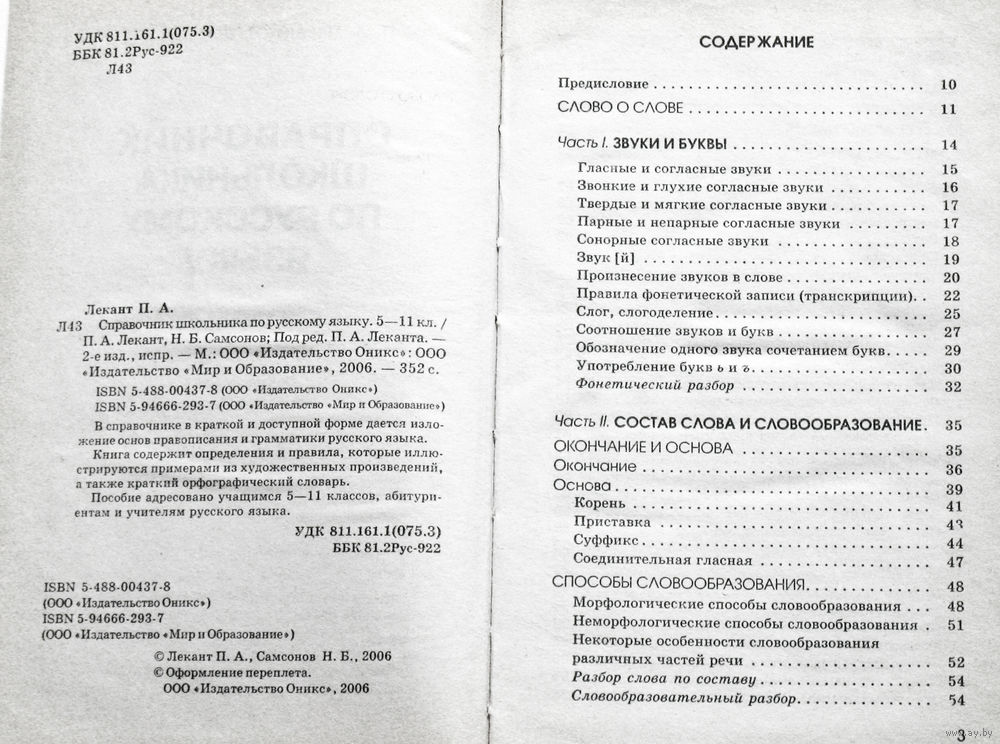 УДК 811.161.1(075.3)
ББК 81.2Рус-922
Л43
Лекант П. А.
Л43 Справочник школьника по русскому языку. 5—11 кл. /
П. А. Лекант, Н. Б. Самсонов; Под ред. П. А. Леканта. —
2-е изд., испр. — М.: ООО «Издательство Оникс»: ООО
«Издательство «Мир и Образование», 2006. — 352 с.
ISBN 5-488-00437-8 (ООО «Издательство Оникс»)
ISBN 5-94666-293-7 (ООО «Издательство «Мир и Образование»)
В справочнике в краткой и доступной форме дается изло-
жение основ правописания и грамматики русского языка.
Книга содержит определения и правила, которые иллю-
стрируются примерами из художественных произведений,
а также краткий орфографический словарь.
Пособие адресовано учащимся 5—11 классов, абитури-
ентам и учителям русского языка.
УДК 811.161.1(075.3)
ББК 81.2Рус-922
ISBN 5-488-00437-8
(ООО «Издательство Оникс»)
ISBN 5-94666-293-7
(ООО «Издательство «Мир и Образование»)
© Лекант П. А., Самсонов Н. Б., 2006
© Оформление переплета.
ООО «Издательство Оникс», 2006
СОДЕРЖАНИЕ
Предисловие . . . . . . . . . . 10
СЛОВО О СЛОВЕ . . . . . . . . . . 11
Часть I. ЗВУКИ И БУКВЫ . . . . . . . . . . 14
Гласные и согласные звуки . . . . . . . . . . 15
Звонкие и глухие согласные звуки . . . . . . . . . . 16
Твердые и мягкие согласные звуки . . . . . . . . . . 17
Парные и непарные согласные звуки . . . . . . . . 17
Сонорные согласные звуки . . . . . . . . . . 18
Звук [й] . . . . . . . . . . 19
Произнесение звуков в слове . . . . . . . . . . 20
Правила фонетической записи (транскрипции). . 22
Слог, слогоделение . . . . . . . . . . 25
Соотношение звуков и букв . . . . . . . . . . 27
Обозначение одного звука сочетанием букв. . . . . 29
Употребление букв ь и ъ. . . . . . . . . . . 30
Фонетический разбор . . . . . . . . . . 32
Часть II. СОСТАВ СЛОВА И СЛОВООБРАЗОВАНИЕ. 35
ОКОНЧАНИЕ И ОСНОВА . . . . . . . . . . 35
Окончание . . . . . . . . . . 36
Основа . . . . . . . . . . 39
Корень . . . . . . . . . . 41
Приставка . . . . . . . . . . 43
Суффикс . . . . . . . . . . 44
Соединительная гласная . . . . . . . . . . 47
СПОСОБЫ СЛОВООБРАЗОВАНИЯ. . . . . . . . . . . 48
Морфологические способы словообразования . . . 48
Неморфологические способы словообразования . 51
Некоторые особенности словообразования
различных частей речи . . . . . . . . . . 52
Разбор слова по составу . . . . . . . . . . 54
Словообразовательный разбор. . . . . . . . . . . 54
3
www.ay.by